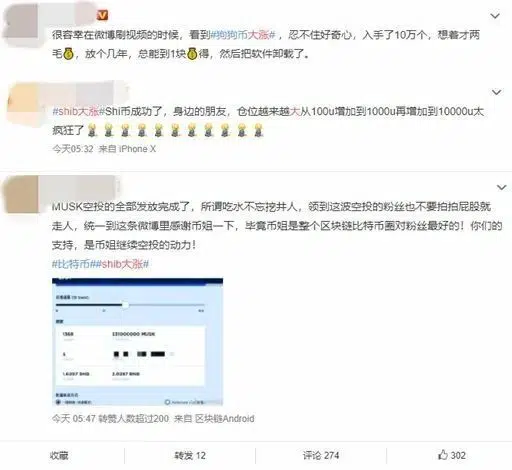 很容幸在微博刷视频的时候，看到#狗狗币大涨#，忍不住好奇心，入手了10万个，想着才两
毛💰，放个几年，总能到1块💰得，然后把软件卸载了。
#shib大涨#Shi币成功了，身边的朋友，仓位越来越大从100u增加到1000u再增加到10000u太
疯狂了
今天05:32 来自 iPhone X
MUSK空投的全部发放完成了，所谓吃水不忘挖井人，领到这波空投的粉丝也不要拍拍屁股就
走人，统一到这条微博里感谢币姐一下，毕竟币姐是整个区块链比特币圈对粉丝最好的！你们的
支持，是币姐继续空投的动力！
#比特币##shib大涨#
331000000 MUSK
今天 05:47 转赞人数超过200 来自 区块链Android
收藏 转发 12 评论 274 302